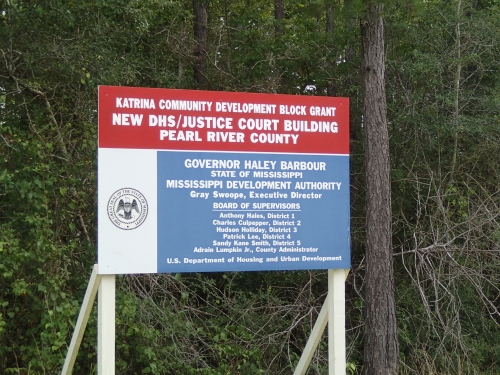 KATRINA COMMUNITY DEVELOPMENT BLOCK GRANT
NEW DHS/JUSTICE COURT BUILDING
PEARL RIVER COUNTY
GOVERNOR HALEY BARBOUR
STATE OF MISSISSIPPI
MISSISSIPPI DEVELOPMENT AUTHORITY
Gray Swoope, Executive Director
BOARD OF SUPERVISORS
Anthony Hales, District 1
Charles Culpepper, District 2
Hudson Holliday, District 3
Patrick Lee, District 4
Sandy Kane Smith, District 5
Adrain Lumpkin Jr., County Administrator
U.S. Department of Housing and Urban Development